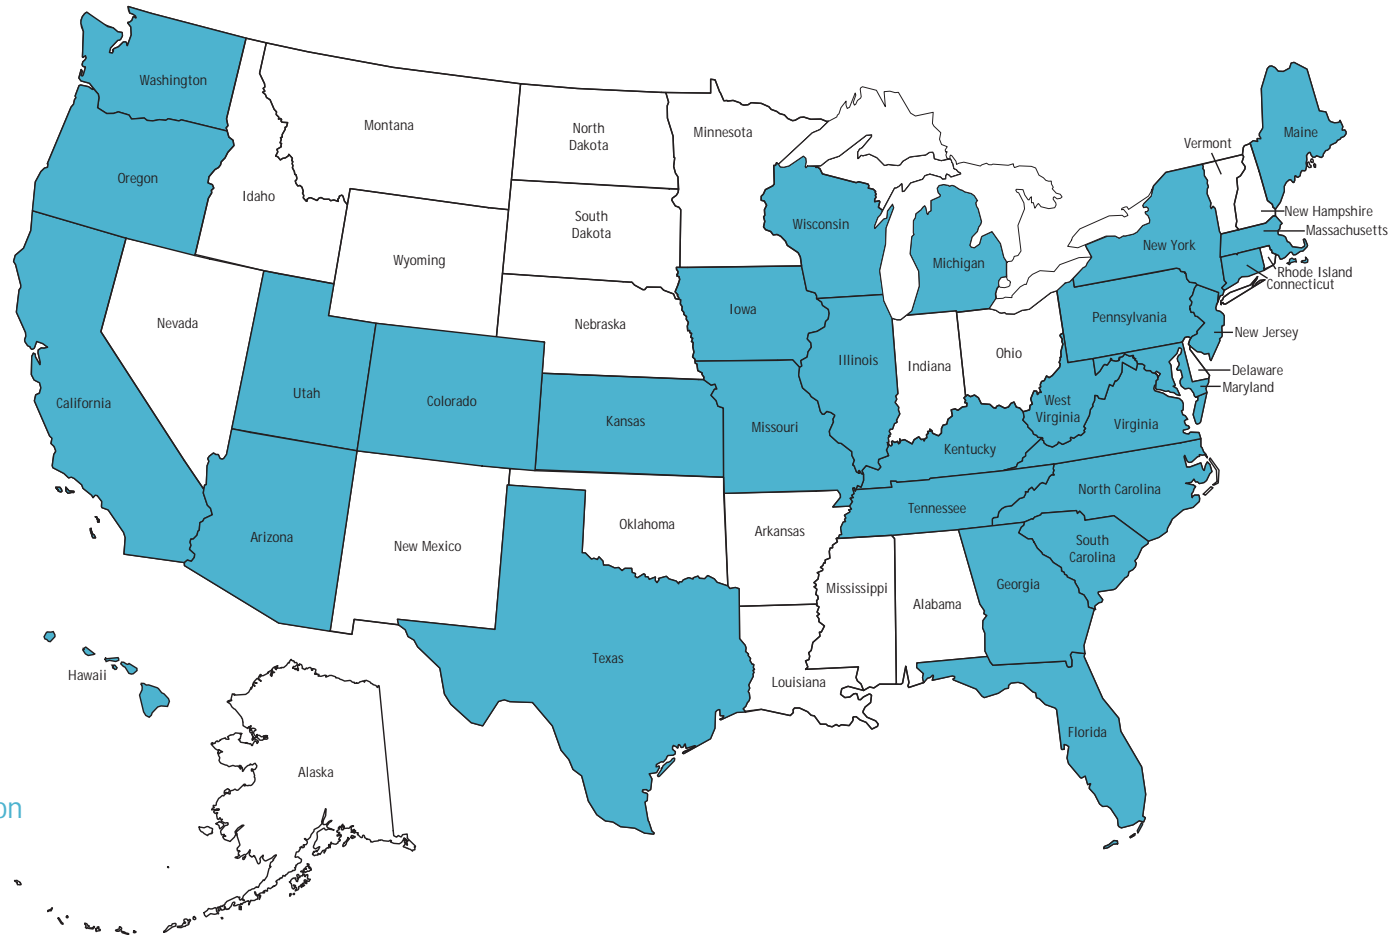 Washington
Montana
North
Dakota
Minnesota
Vermont
Maine
Oregon
Idaho
South
Dakota
Wisconsin
New Hampshire
Massachusetts
New York
Wyoming
Michigan
Rhode Island
Connecticut
Nevada
Nebraska
Iowa
Pennsylvania
New Jersey
Illinois
Indiana
Ohio
Delaware
Maryland
California
Utah
Colorado
Kansas
Missouri
West
Virginia
Virginia
Kentucky
North Carolina
Tennessee
Arizona
New Mexico
Oklahoma
Arkansas
South
Carolina
Mississippi
Alabama
Georgia
Texas
Hawaii
Louisiana
Florida
Alaska
on